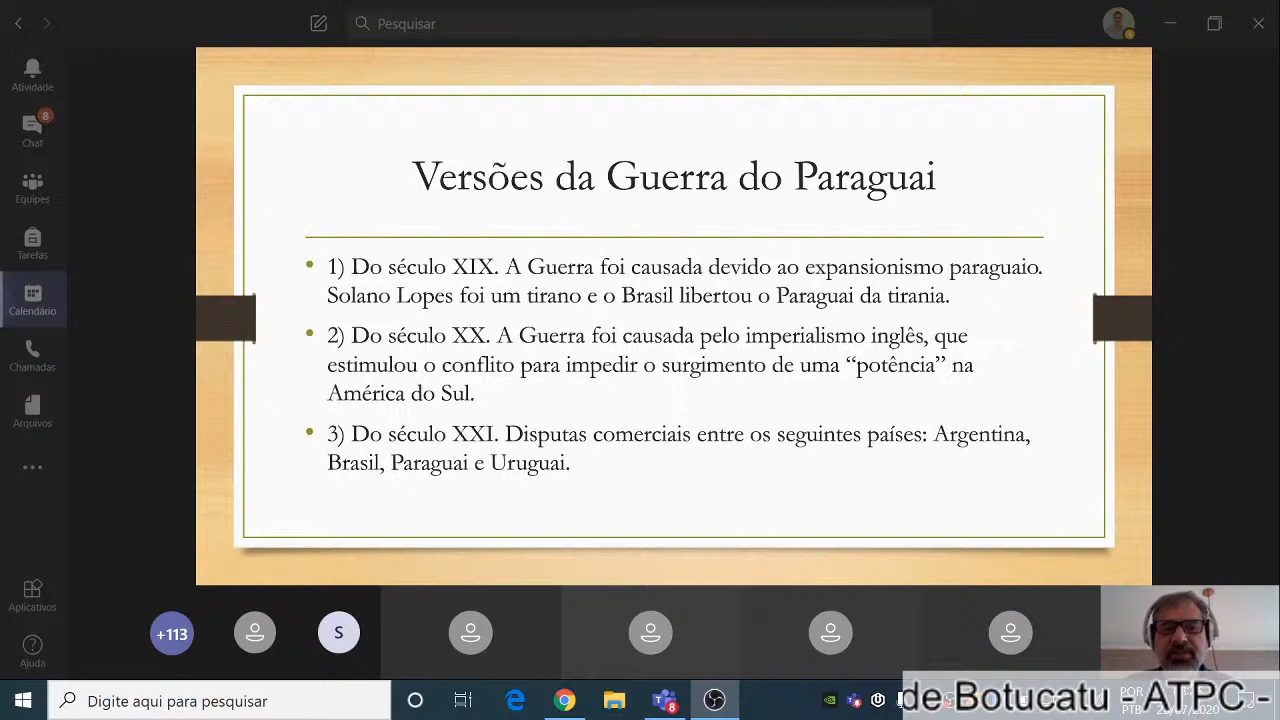 Pesquisar
Atividade
8
Chat
Equipes
Tarefas
Calendário
Chamadas
Arquivos
Aplicativos
Ajuda
Versões da Guerra do Paraguai
1) Do século XIX. A Guerra foi causada devido ao expansionismo paraguaio.
Solano Lopes foi um tirano e o Brasil libertou o Paraguai da tirania.
2) Do século XX. A Guerra foi causada pelo imperialismo inglês, que
estimulou o conflito para impedir o surgimento de uma “potência” na
América do Sul.
3) Do século XXI. Disputas comerciais entre os seguintes países: Argentina,
Brasil, Paraguai e Uruguai.
+113
S
Digite aqui para pesquisar
8
POR
PTB
de Botucatu - ATPC -